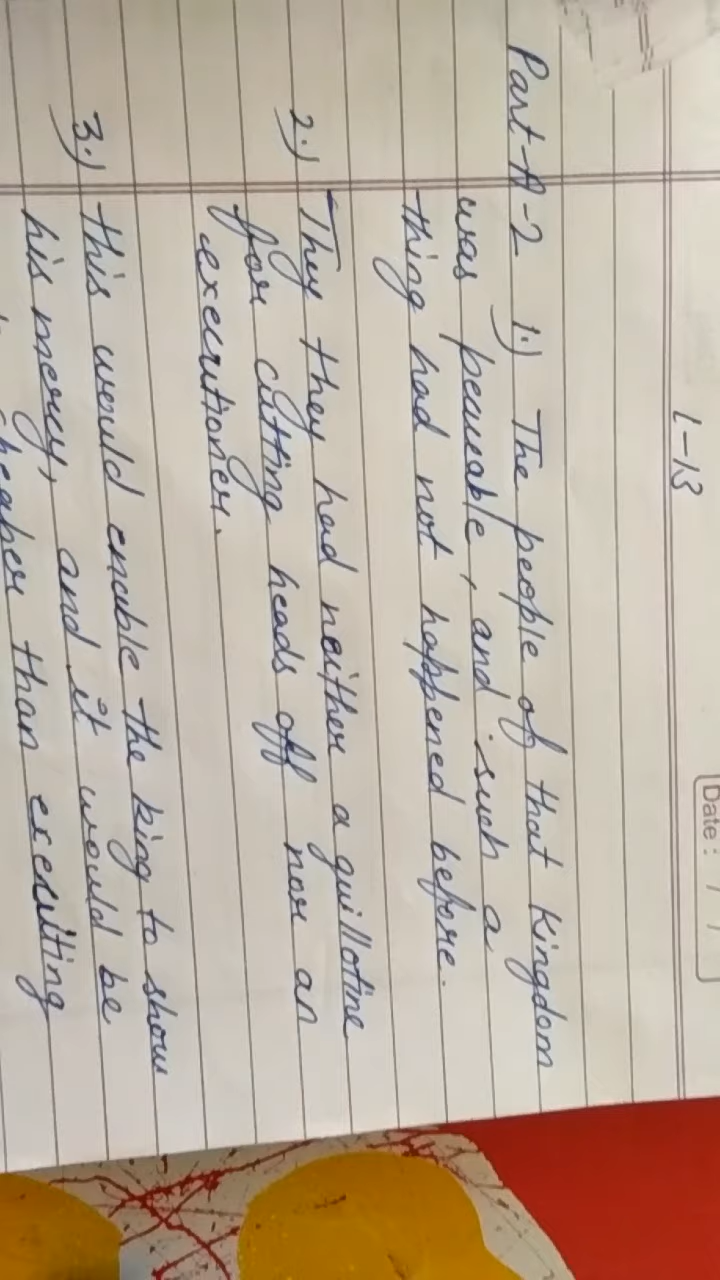 Date : / /
L-13
Part-A-2 1.) The people of that kingdom
was peaceable, and such a
thing had not happened before.
2.) They they had neither a guillotine
for cutting heads off nor an
executioner.
3.) this would enable the king to show
his mercy, and it would be
cheaper than executing